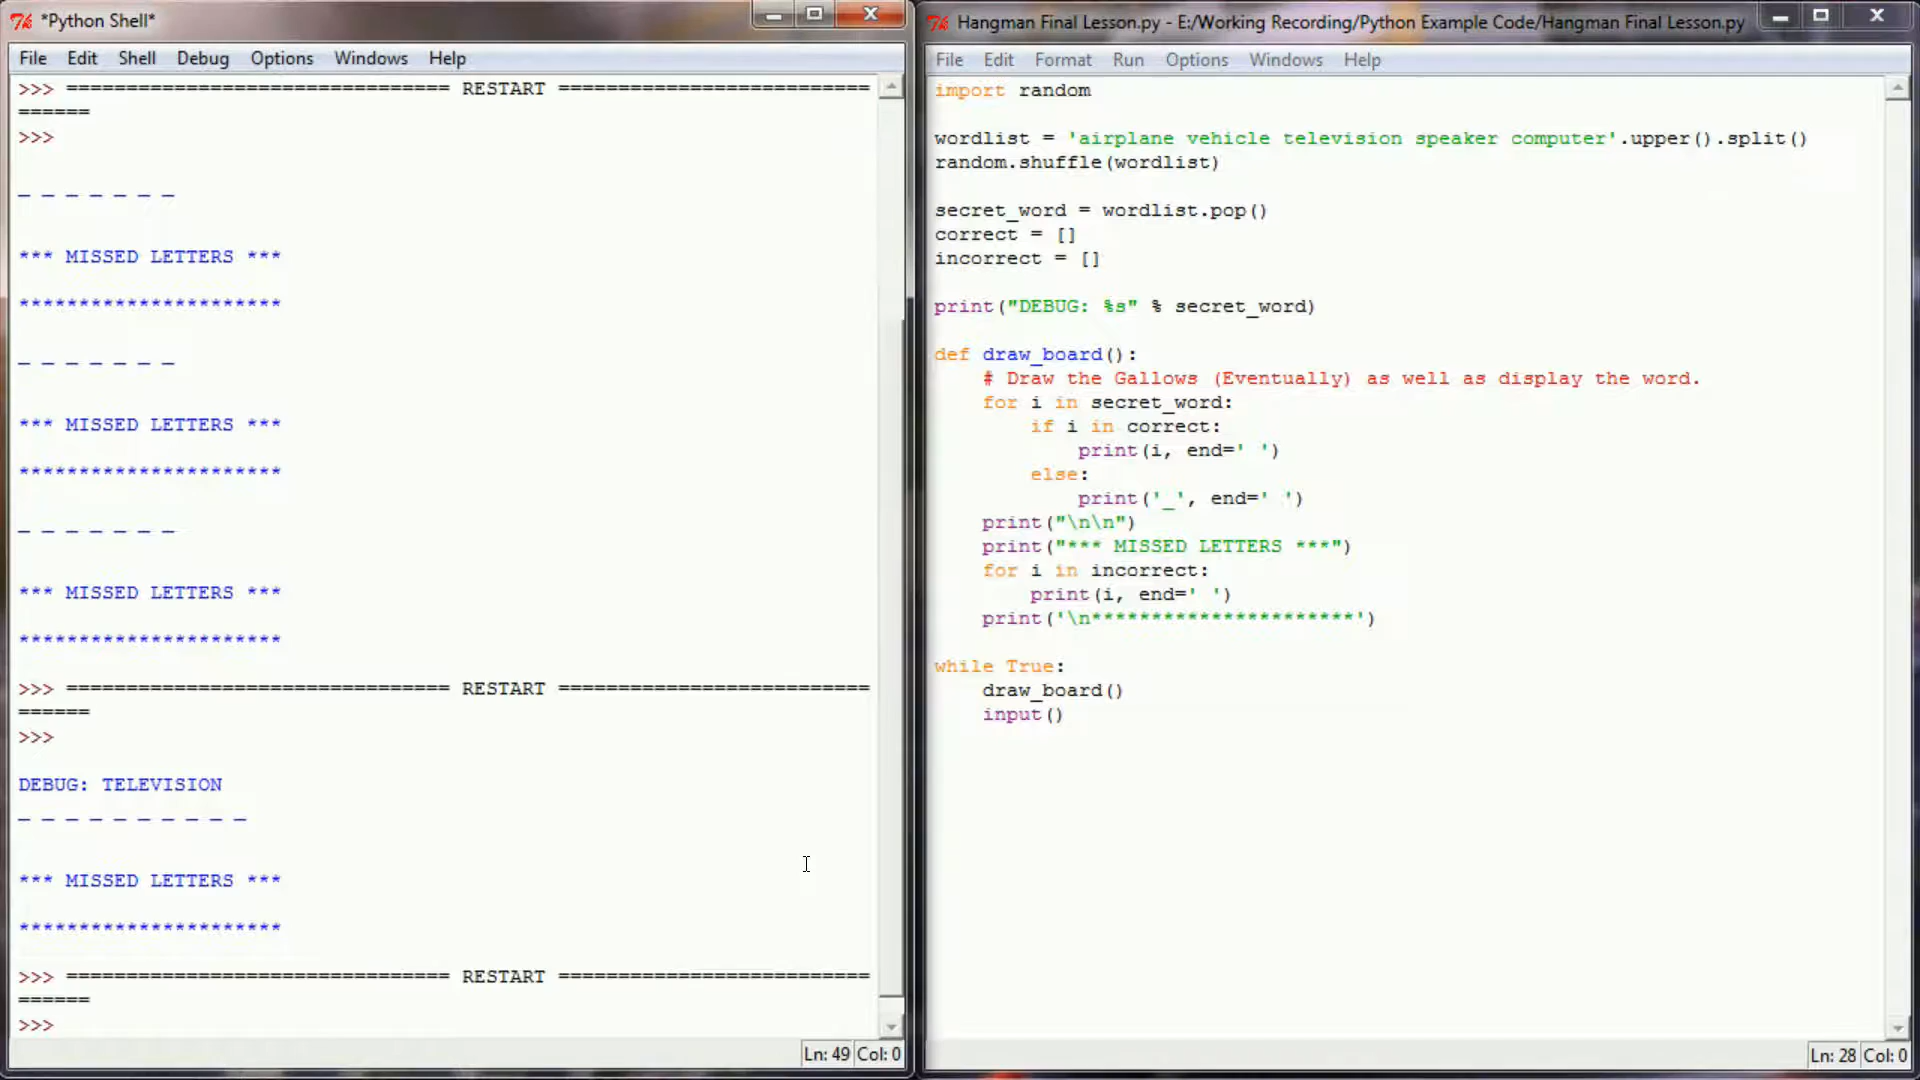 *Python Shell*
File Edit Shell Debug Options Windows Help
>>> ================================ RESTART ==========================
======
>>>
_ _ _ _ _ _ _
*** MISSED LETTERS ***
**********************
_ _ _ _ _ _ _
*** MISSED LETTERS ***
**********************
_ _ _ _ _ _ _
*** MISSED LETTERS ***
**********************
>>> ================================ RESTART ==========================
======
>>>
DEBUG: TELEVISION
_ _ _ _ _ _ _ _ _ _
*** MISSED LETTERS ***
**********************
>>> ================================ RESTART ==========================
======
>>>
Ln: 49 Col: 0
Hangman Final Lesson.py - E:/Working Recording/Python Example Code/Hangman Final Lesson.py
File Edit Format Run Options Windows Help
import random
wordlist = 'airplane vehicle television speaker computer'.upper().split()
random.shuffle(wordlist)
secret_word = wordlist.pop()
correct = []
incorrect = []
print("DEBUG: %s" % secret_word)
def draw_board():
    # Draw the Gallows (Eventually) as well as display the word.
    for i in secret_word:
        if i in correct:
            print(i, end=' ')
        else:
            print('_', end=' ')
    print("\n\n")
    print("*** MISSED LETTERS ***")
    for i in incorrect:
        print(i, end=' ')
    print('\n**********************')
while True:
    draw_board()
    input()
Ln: 28 Col: 0